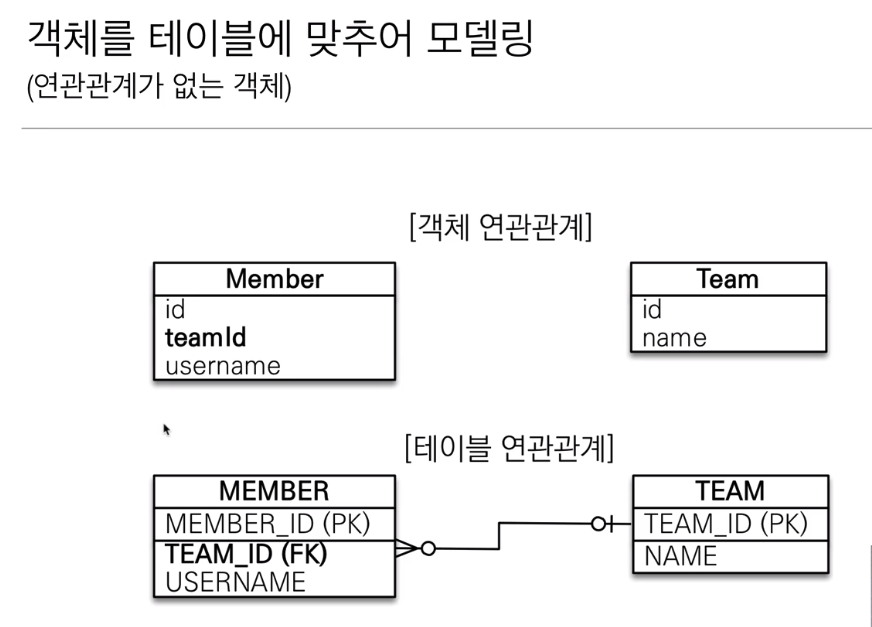 객체를 테이블에 맞추어 모델링
(연관관계가 없는 객체)
[객체 연관관계]
Member
id
teamId
username
Team
id
name
[테이블 연관관계]
MEMBER
MEMBER_ID (PK)
TEAM_ID (FK)
USERNAME
TEAM
TEAM_ID (PK)
NAME